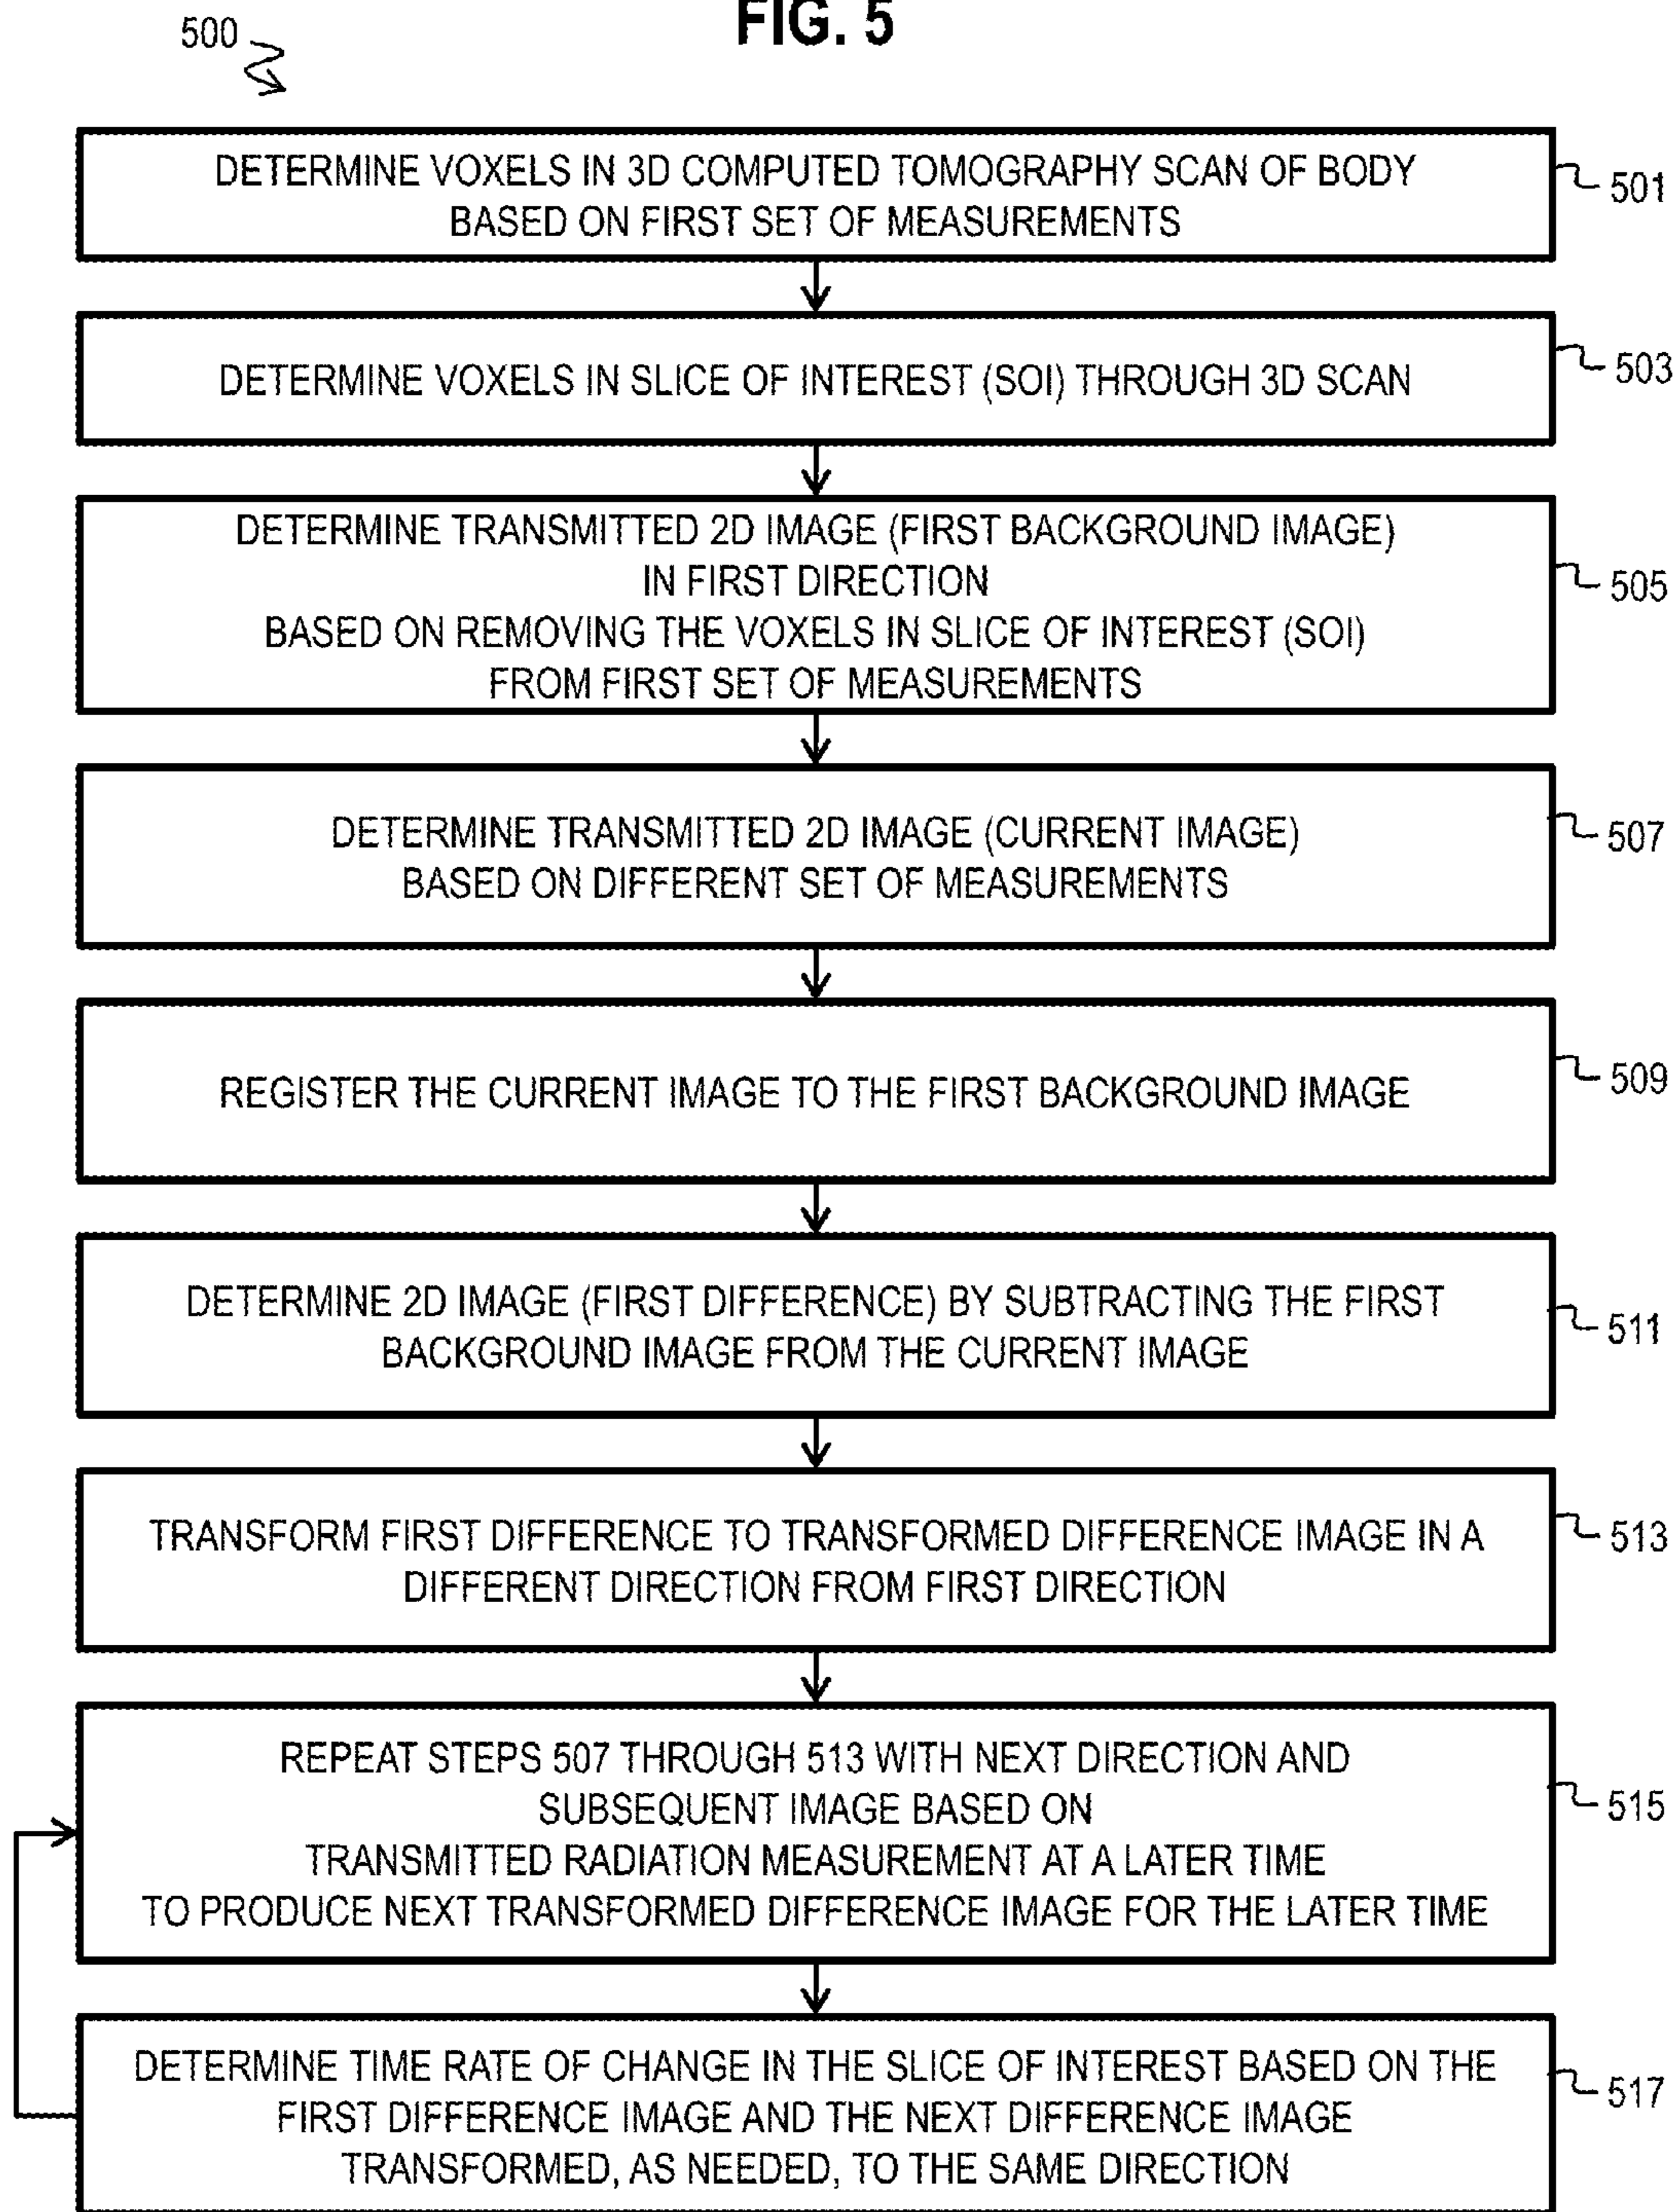 FIG. 5
500
DETERMINE VOXELS IN 3D COMPUTED TOMOGRAPHY SCAN OF BODY
BASED ON FIRST SET OF MEASUREMENTS
501
DETERMINE VOXELS IN SLICE OF INTEREST (SOI) THROUGH 3D SCAN
503
DETERMINE TRANSMITTED 2D IMAGE (FIRST BACKGROUND IMAGE)
IN FIRST DIRECTION
BASED ON REMOVING THE VOXELS IN SLICE OF INTEREST (SOI)
FROM FIRST SET OF MEASUREMENTS
505
DETERMINE TRANSMITTED 2D IMAGE (CURRENT IMAGE)
BASED ON DIFFERENT SET OF MEASUREMENTS
507
REGISTER THE CURRENT IMAGE TO THE FIRST BACKGROUND IMAGE
509
DETERMINE 2D IMAGE (FIRST DIFFERENCE) BY SUBTRACTING THE FIRST
BACKGROUND IMAGE FROM THE CURRENT IMAGE
511
TRANSFORM FIRST DIFFERENCE TO TRANSFORMED DIFFERENCE IMAGE IN A
DIFFERENT DIRECTION FROM FIRST DIRECTION
513
REPEAT STEPS 507 THROUGH 513 WITH NEXT DIRECTION AND
SUBSEQUENT IMAGE BASED ON
TRANSMITTED RADIATION MEASUREMENT AT A LATER TIME
TO PRODUCE NEXT TRANSFORMED DIFFERENCE IMAGE FOR THE LATER TIME
515
DETERMINE TIME RATE OF CHANGE IN THE SLICE OF INTEREST BASED ON THE
FIRST DIFFERENCE IMAGE AND THE NEXT DIFFERENCE IMAGE
TRANSFORMED, AS NEEDED, TO THE SAME DIRECTION
517